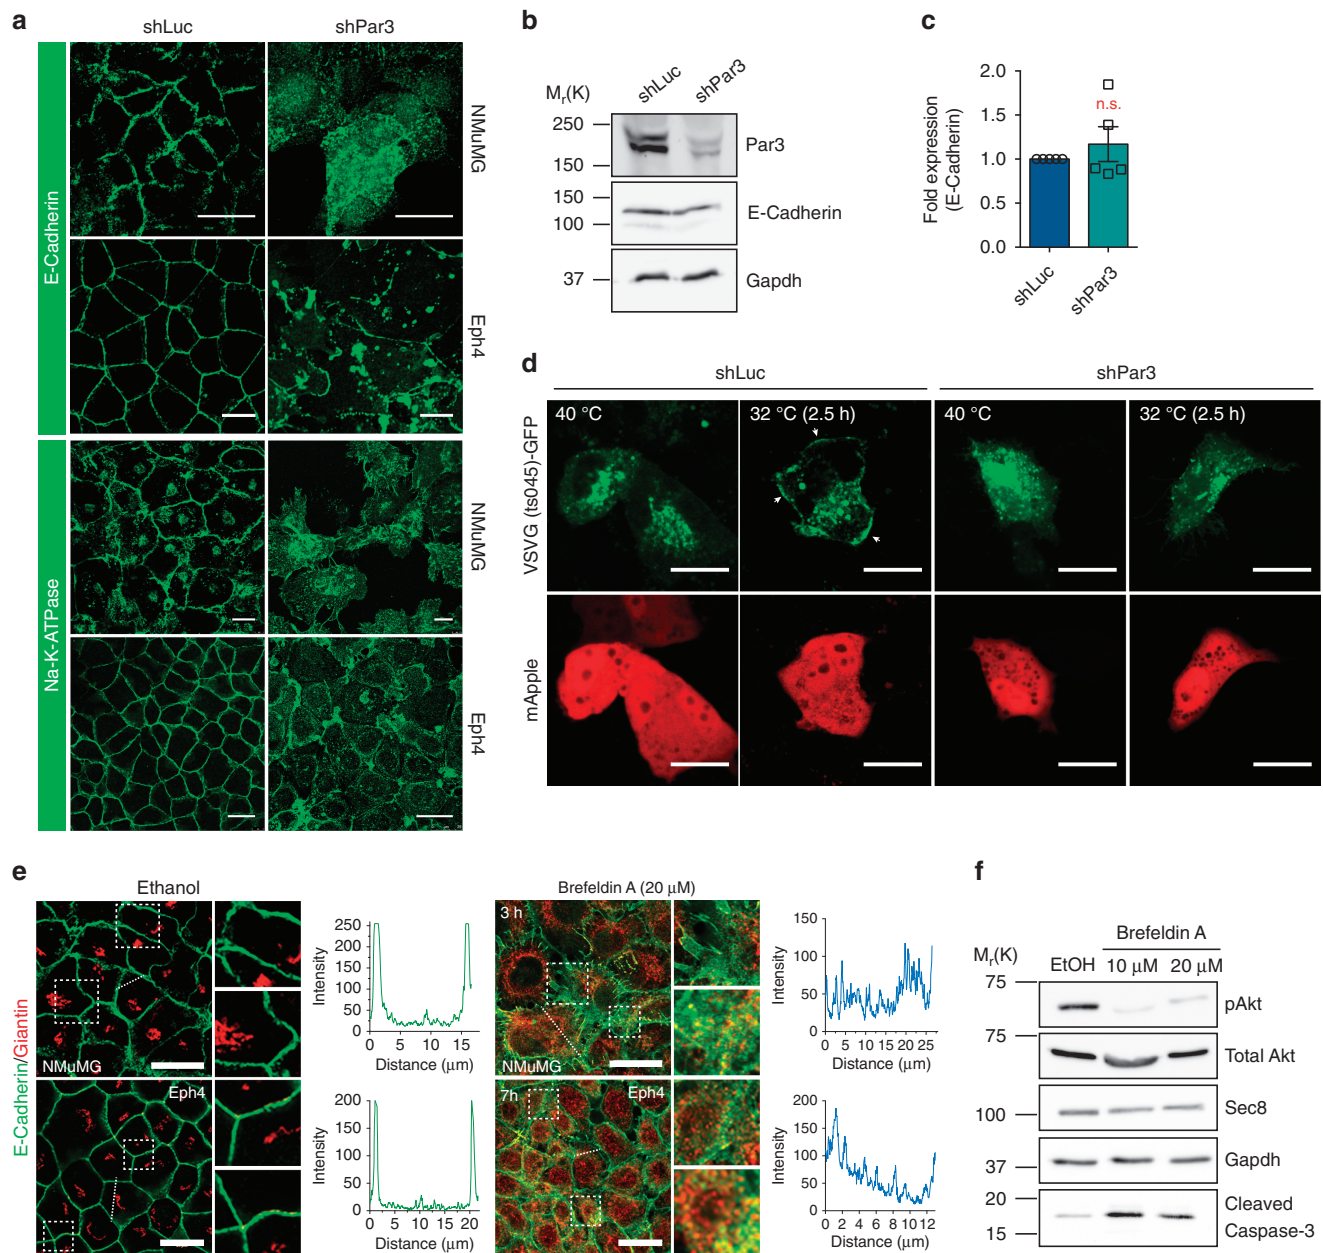 a
shLuc
shPar3
E-Cadherin
Na-K-ATPase
NMuMG
Eph4
NMuMG
Eph4
b
Mr(K)
shLuc
shPar3
250
150
Par3
150
100
E-Cadherin
37
Gapdh
c
Fold expression
(E-Cadherin)
2.0
1.5
1.0
0.5
0.0
n.s.
shLuc
shPar3
d
shLuc
shPar3
VSVG (ts045)-GFP
40 °C
32 °C (2.5 h)
40 °C
32 °C (2.5 h)
mApple
e
Ethanol
Brefeldin A (20 μM)
E-Cadherin/Giantin
NMuMG
Intensity
250
200
150
100
50
0
0 5 10 15
Distance (μm)
3 h
NMuMG
Intensity
150
100
50
0
0 5 10 15 20 25
Distance (μm)
Eph4
Intensity
200
150
100
50
0
0 5 10 15 20
Distance (μm)
7h
Eph4
Intensity
200
150
100
50
0
0 2 4 6 8 10 12
Distance (μm)
f
Brefeldin A
Mr(K)
EtOH
10 μM
20 μM
75
pAkt
75
Total Akt
100
Sec8
37
Gapdh
20
15
Cleaved
Caspase-3